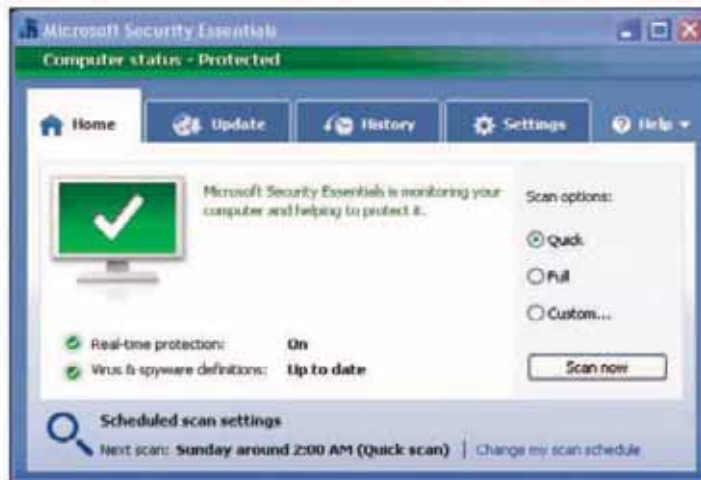 Microsoft Security Essentials
Computer status - Protected
Home
Update
History
Settings
Help
Microsoft Security Essentials is monitoring your
computer and helping to protect it.
Scan options:
Quick
Full
Custom...
Real-time protection: On
Virus & spyware definitions: Up to date
Scan now
Scheduled scan settings
Next scan: Sunday around 2:00 AM (Quick scan) | Change my scan schedule